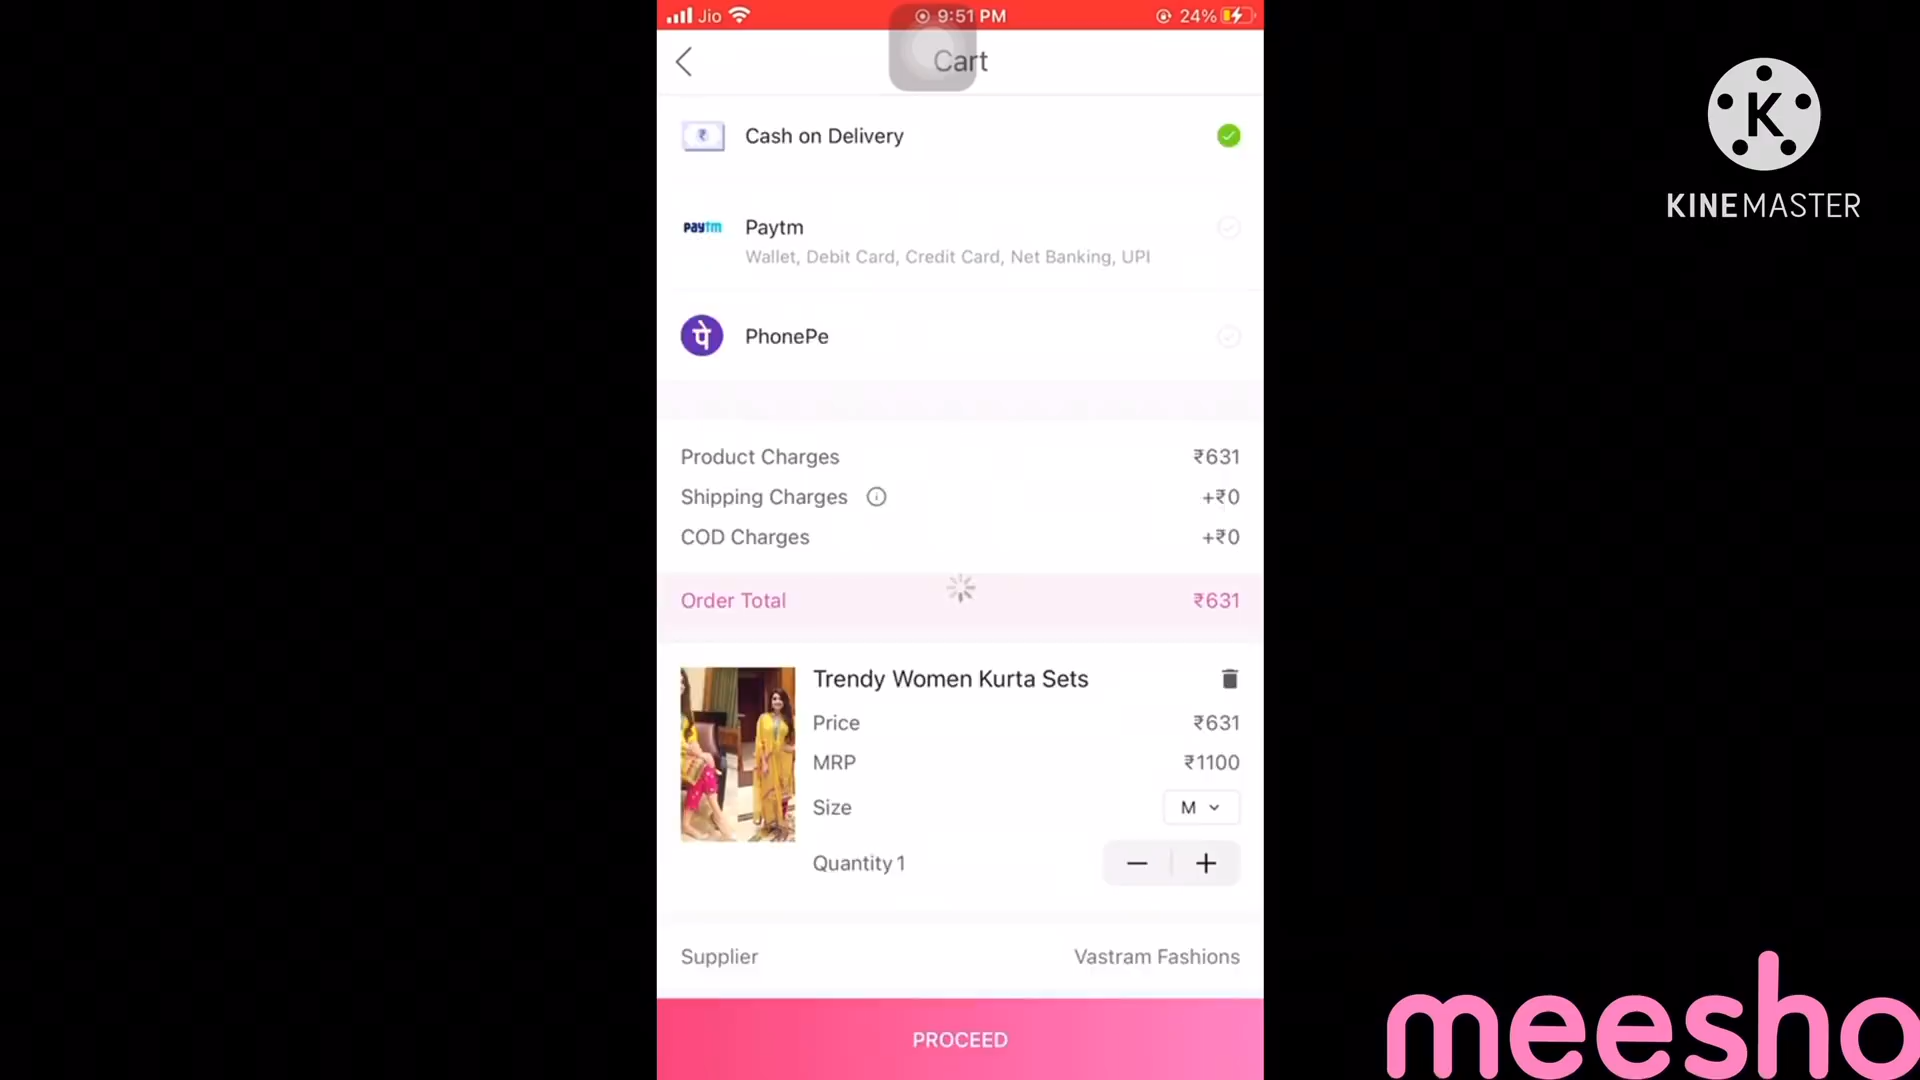 Jio 9:51 PM 24%
Cart
Cash on Delivery
paytm Paytm
Wallet, Debit Card, Credit Card, Net Banking, UPI
पे PhonePe
Product Charges ₹631
Shipping Charges +₹0
COD Charges +₹0
Order Total ₹631
Trendy Women Kurta Sets
Price ₹631
MRP ₹1100
Size M
Quantity 1
Supplier Vastram Fashions
PROCEED
K
KINEMASTER
meesho